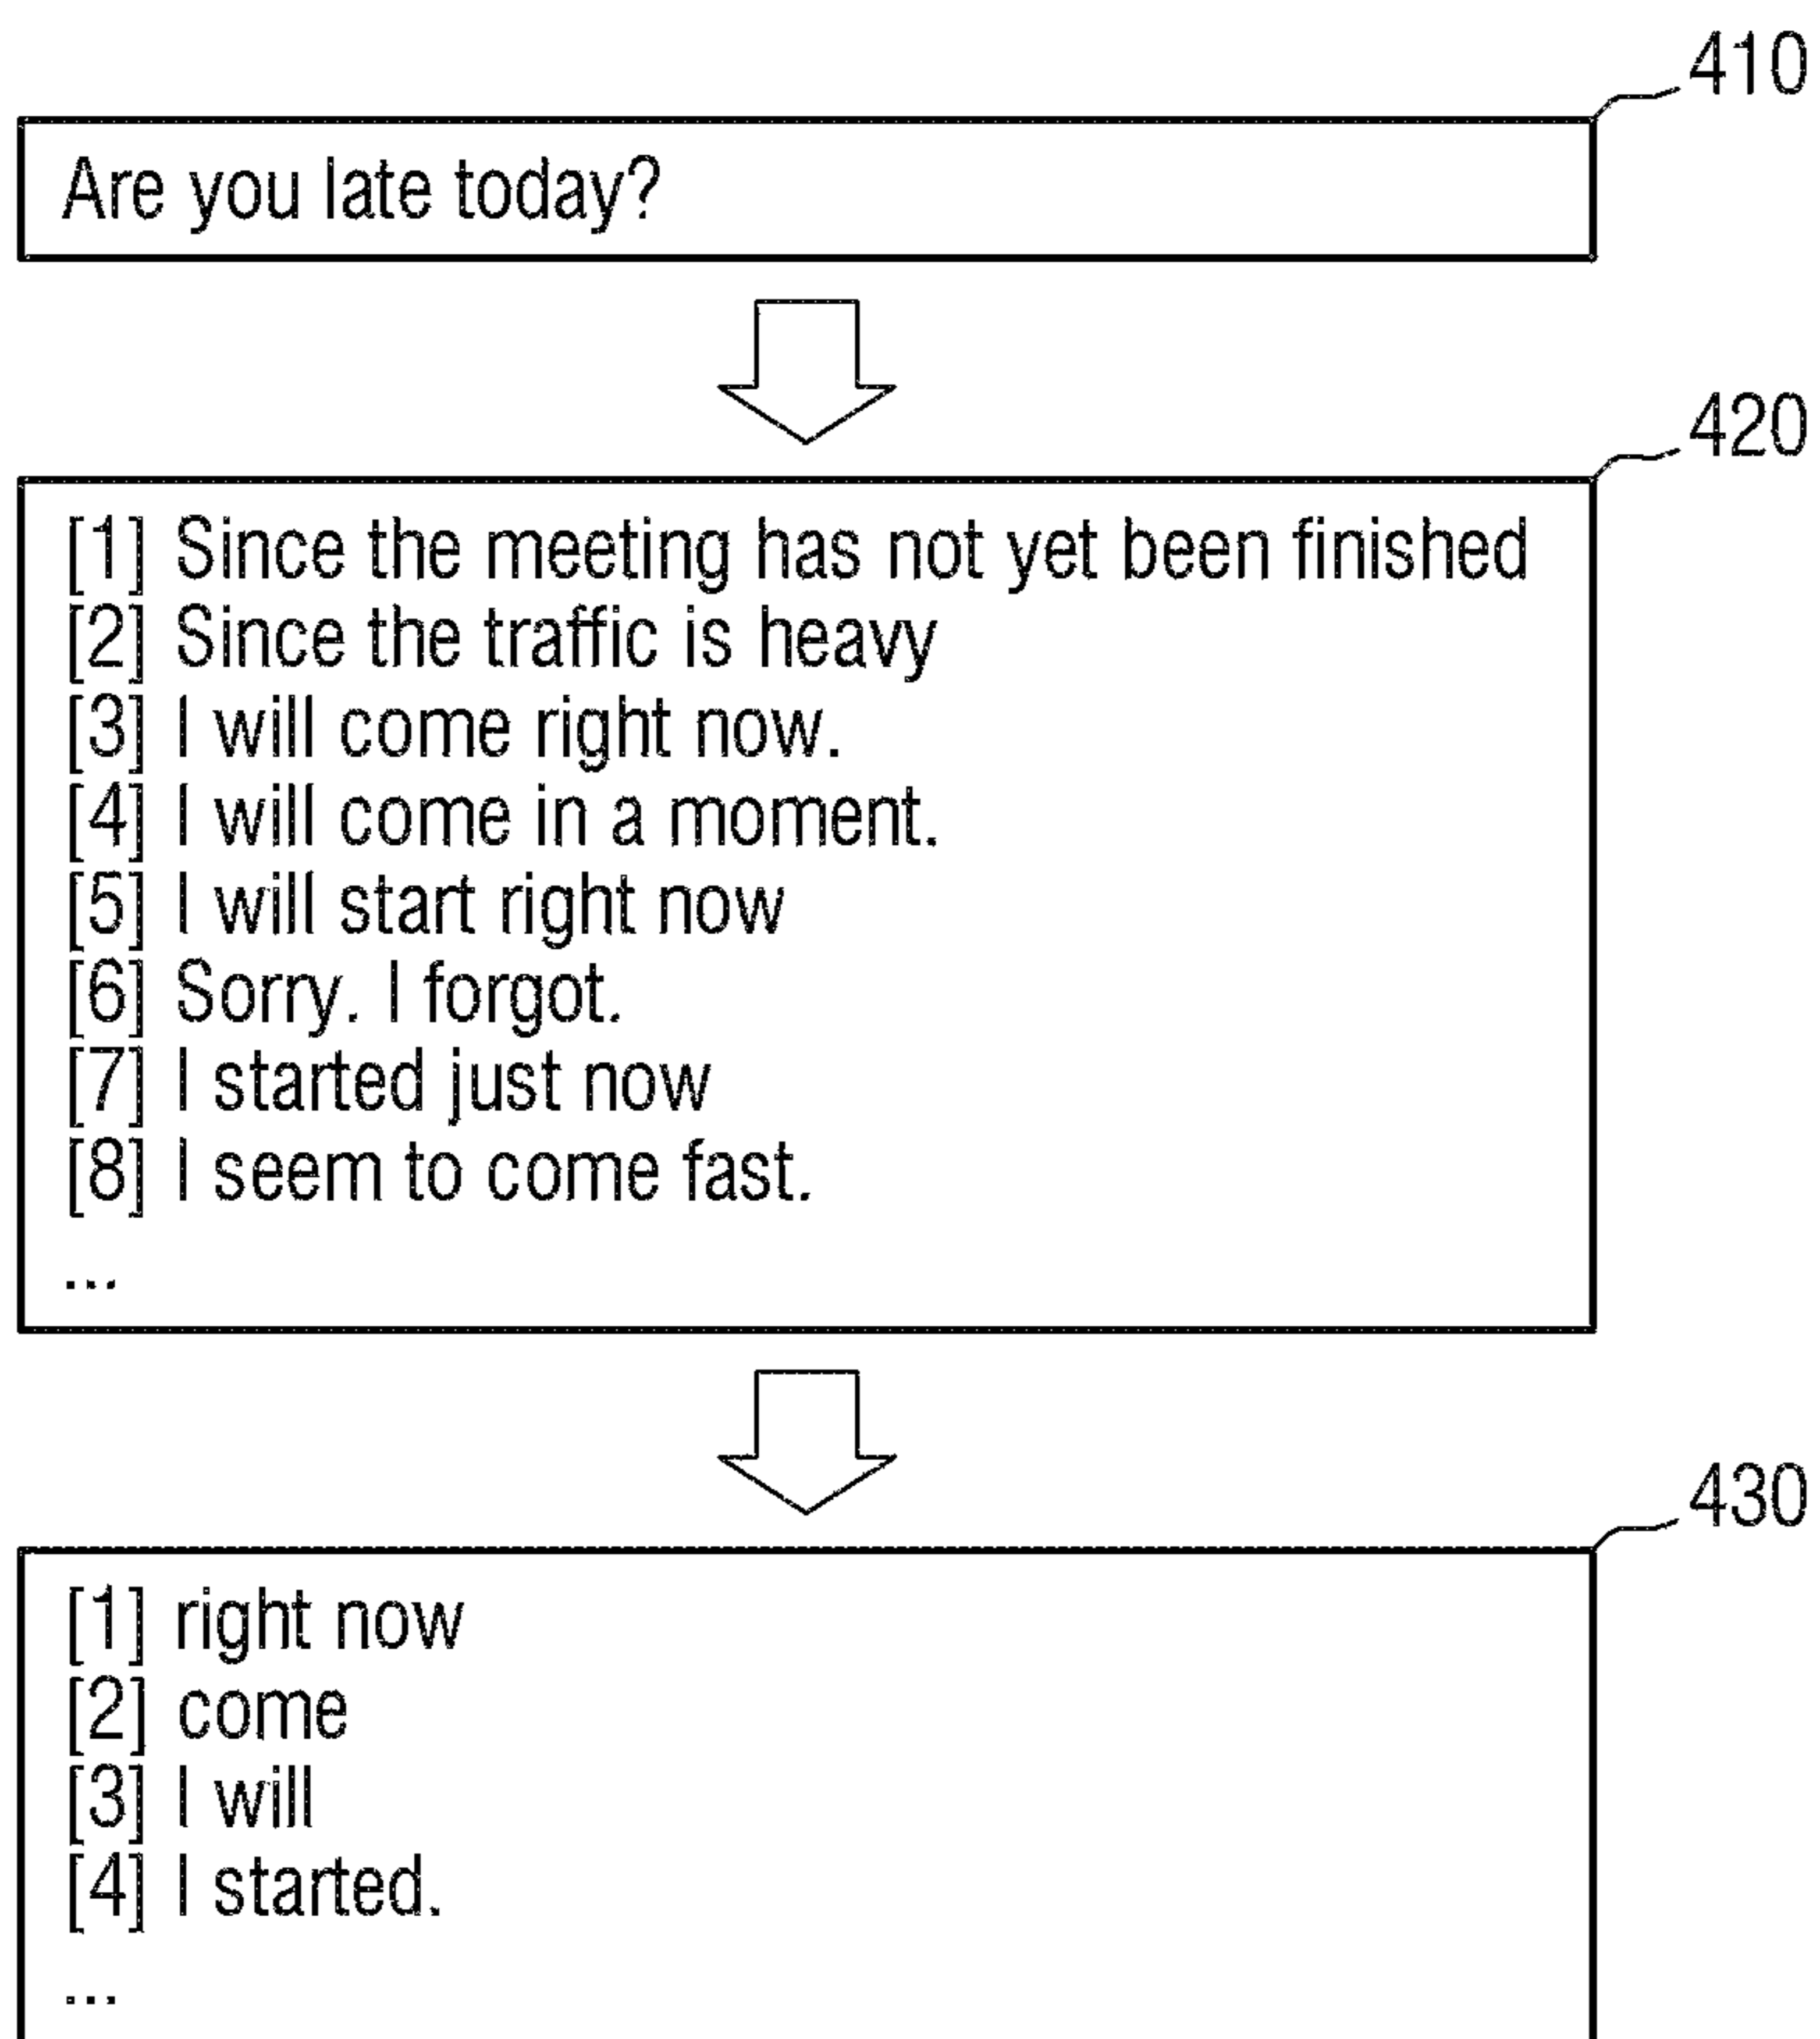 410
Are you late today?
420
[1] Since the meeting has not yet been finished
[2] Since the traffic is heavy
[3] I will come right now.
[4] I will come in a moment.
[5] I will start right now
[6] Sorry. I forgot.
[7] I started just now
[8] I seem to come fast.
...
430
[1] right now
[2] come
[3] I will
[4] I started.
...